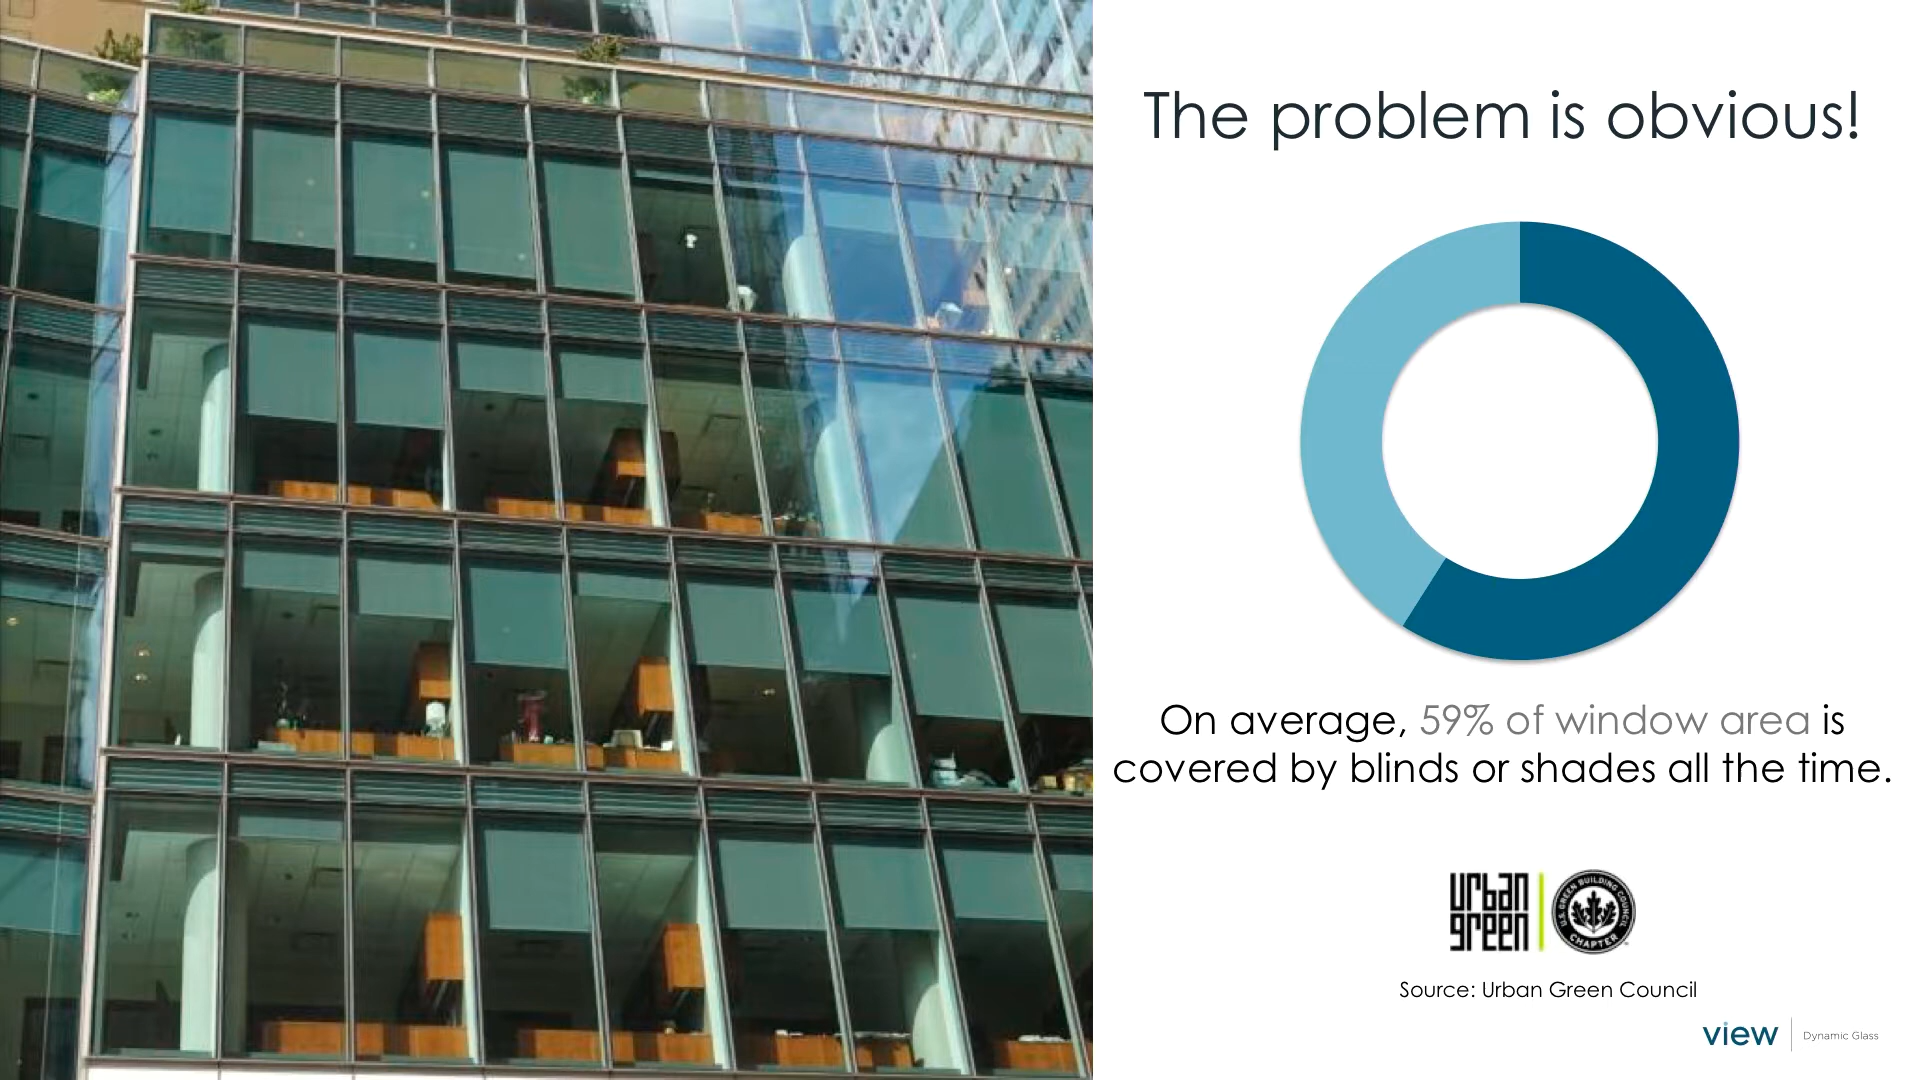 The problem is obvious!
On average, 59% of window area is
covered by blinds or shades all the time.
urban
green
U.S. GREEN BUILDING COUNCIL
CHAPTER
Source: Urban Green Council
view | Dynamic Glass